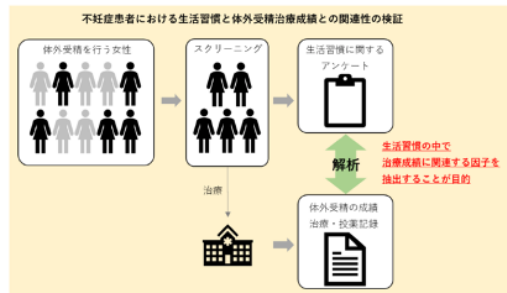 不妊症患者における生活習慣と体外受精治療成績との関連性の検証
体外受精を行う女性
スクリーニング
生活習慣に関する
アンケート
解析
生活習慣の中で
治療成績に関連する因子を
抽出することが目的
治療
体外受精の成績
治療・投薬記録